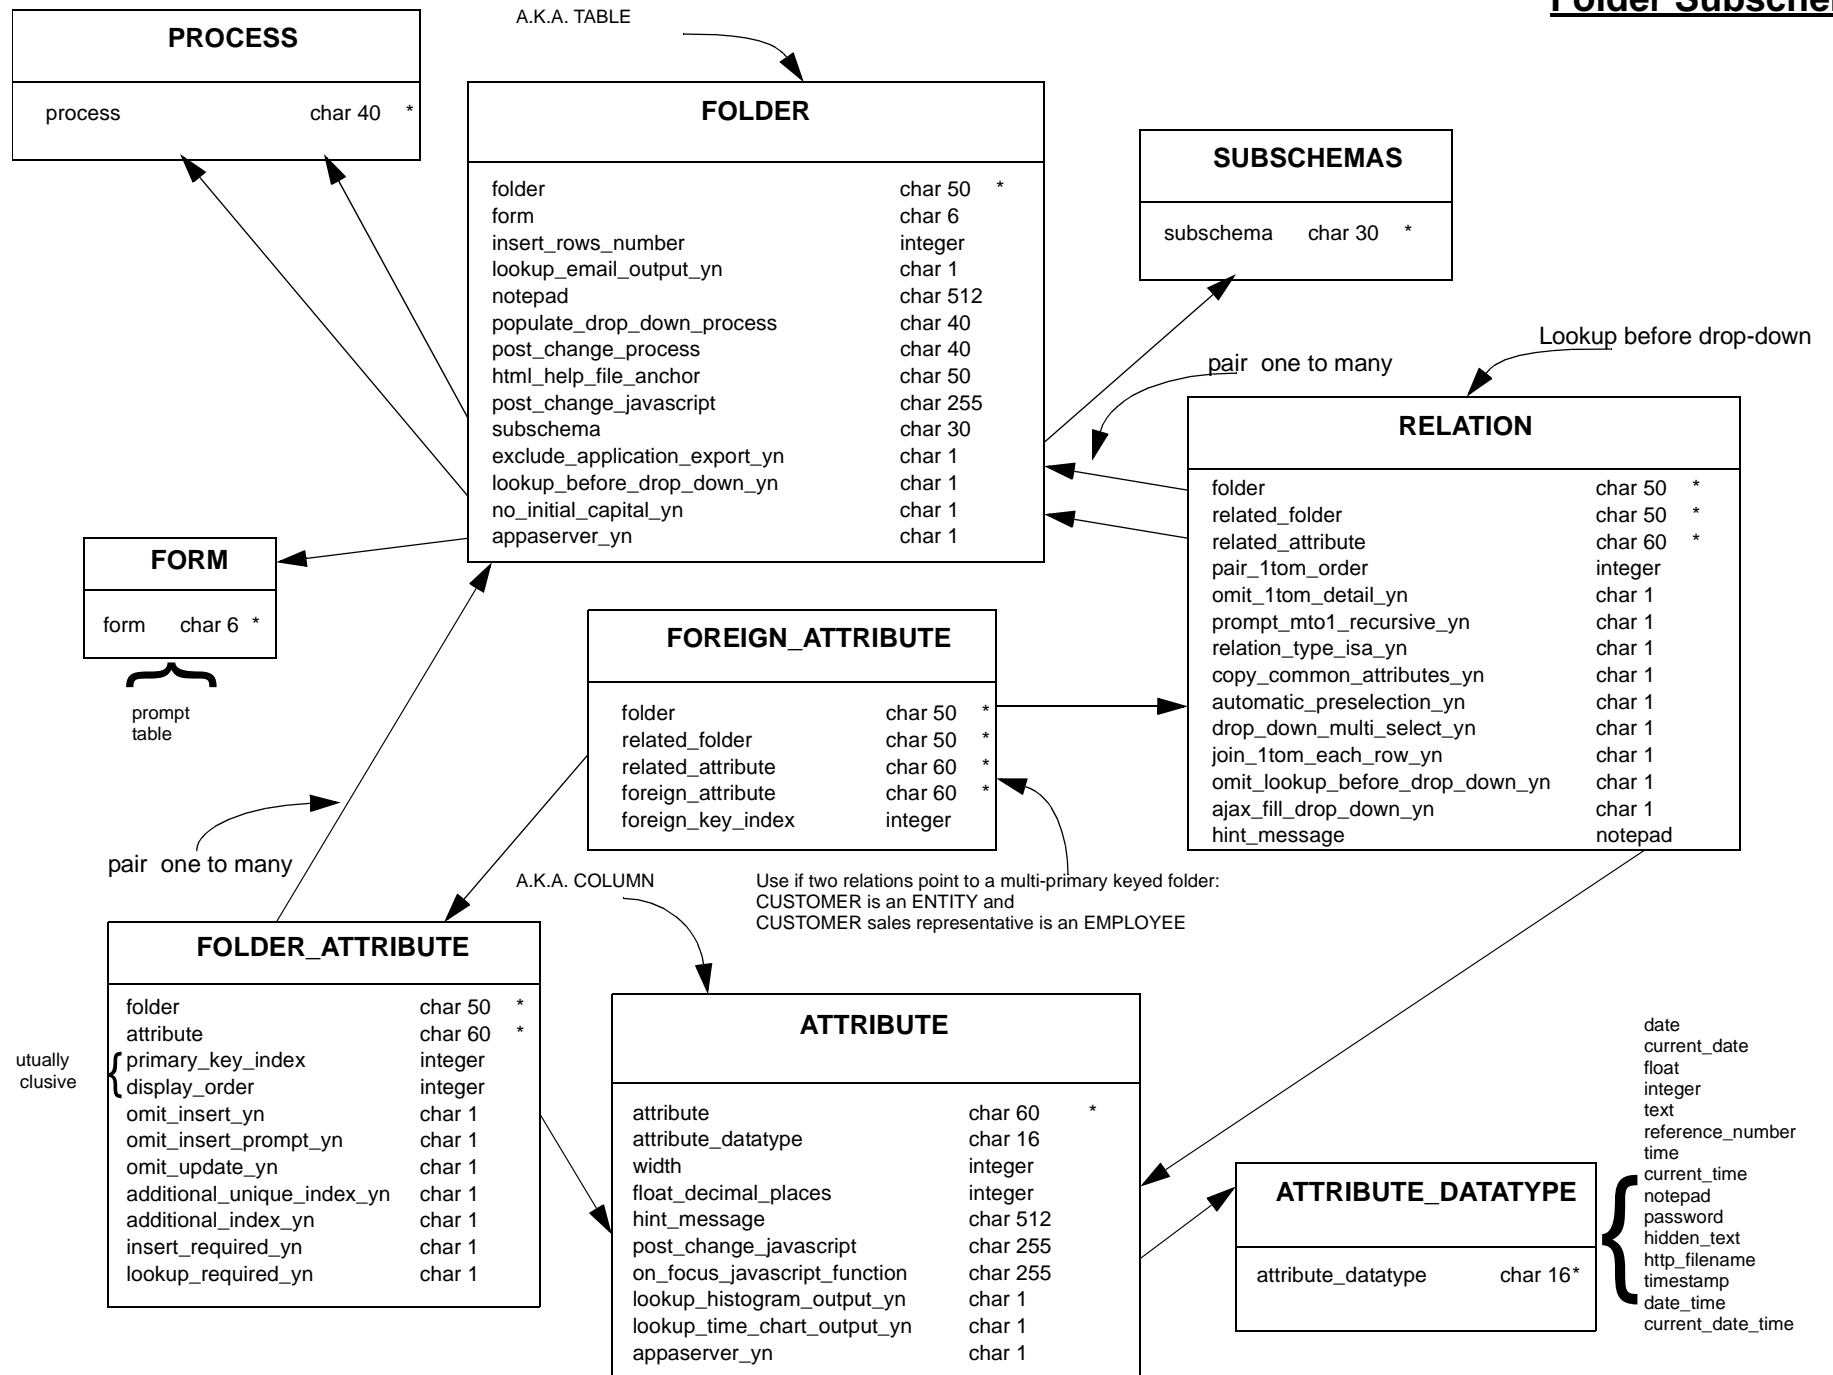 Folder Subschem
A.K.A. TABLE
PROCESS
process char 40 *
FOLDER
folder char 50 *
form char 6
insert_rows_number integer
lookup_email_output_yn char 1
notepad char 512
populate_drop_down_process char 40
post_change_process char 40
html_help_file_anchor char 50
post_change_javascript char 255
subschema char 30
exclude_application_export_yn char 1
lookup_before_drop_down_yn char 1
no_initial_capital_yn char 1
appaserver_yn char 1
SUBSCHEMAS
subschema char 30 *
Lookup before drop-down
pair one to many
RELATION
folder char 50 *
related_folder char 50 *
related_attribute char 60 *
pair_1tom_order integer
omit_1tom_detail_yn char 1
prompt_mto1_recursive_yn char 1
relation_type_isa_yn char 1
copy_common_attributes_yn char 1
automatic_preselection_yn char 1
drop_down_multi_select_yn char 1
join_1tom_each_row_yn char 1
omit_lookup_before_drop_down_yn char 1
ajax_fill_drop_down_yn char 1
hint_message notepad
FORM
form char 6 *
prompt
table
FOREIGN_ATTRIBUTE
folder char 50 *
related_folder char 50 *
related_attribute char 60 *
foreign_attribute char 60 *
foreign_key_index integer
pair one to many
A.K.A. COLUMN
Use if two relations point to a multi-primary keyed folder:
CUSTOMER is an ENTITY and
CUSTOMER sales representative is an EMPLOYEE
FOLDER_ATTRIBUTE
folder char 50 *
attribute char 60 *
primary_key_index integer
display_order integer
omit_insert_yn char 1
omit_insert_prompt_yn char 1
omit_update_yn char 1
additional_unique_index_yn char 1
additional_index_yn char 1
insert_required_yn char 1
lookup_required_yn char 1
utually
clusive
ATTRIBUTE
attribute char 60 *
attribute_datatype char 16
width integer
float_decimal_places integer
hint_message char 512
post_change_javascript char 255
on_focus_javascript_function char 255
lookup_histogram_output_yn char 1
lookup_time_chart_output_yn char 1
appaserver_yn char 1
ATTRIBUTE_DATATYPE
attribute_datatype char 16*
date
current_date
float
integer
text
reference_number
time
current_time
notepad
password
hidden_text
http_filename
timestamp
date_time
current_date_time